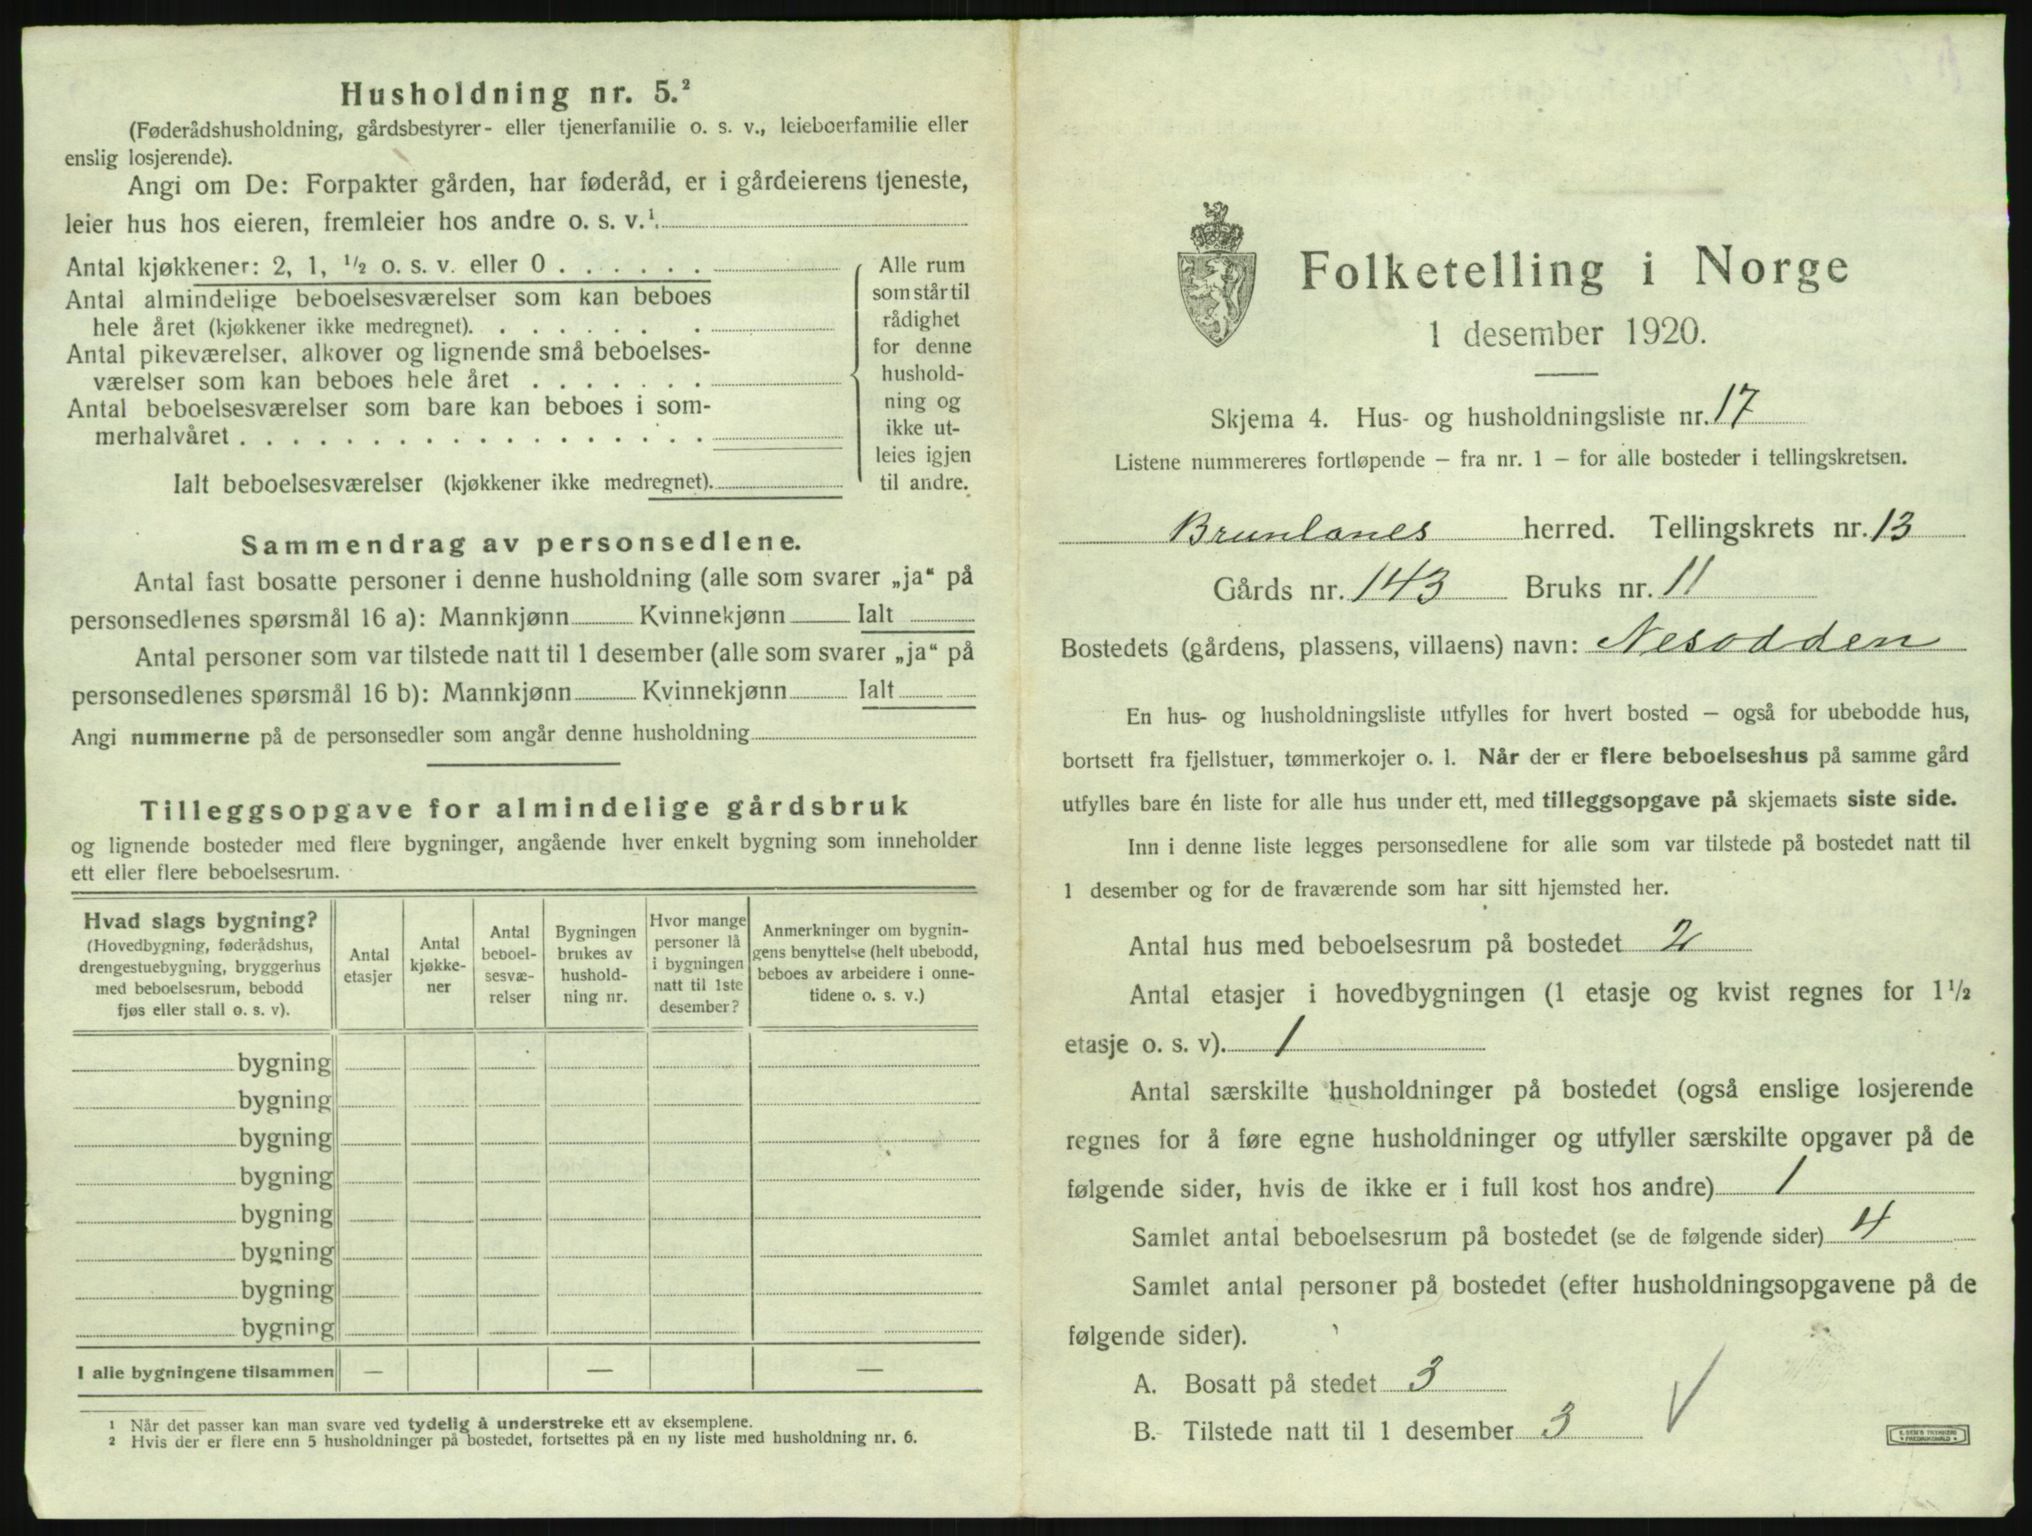 Husholdning nr. 5.²
(Føderådshusholdning, gårdsbestyrer- eller tjenerfamilie o. s. v., leieboerfamilie eller
enslig losjerende).
Angi om De: Forpakter gården, har føderåd, er i gårdeierens tjeneste,
leier hus hos eieren, fremleier hos andre o. s. v.¹
Antal kjøkkener: 2, 1, ½ o. s. v. eller 0 . . . . . .
Antal almindelige beboelsesværelser som kan beboes
hele året (kjøkkener ikke medregnet). . . . . . . .
Antal pikeværelser, alkover og lignende små beboelses-
værelser som kan beboes hele året . . . . . . .
Antal beboelsesværelser som bare kan beboes i som-
merhalvåret . . . . . . . . . . . . . . . . . .
Ialt beboelsesværelser (kjøkkener ikke medregnet).
Alle rum
som står til
rådighet
for denne
hushold-
ning og
ikke ut-
leies igjen
til andre.
Sammendrag av personsedlene.
Antal fast bosatte personer i denne husholdning (alle som svarer „ja“ på
personsedlenes spørsmål 16 a): Mannkjønn Kvinnekjønn Ialt
Antal personer som var tilstede natt til 1 desember (alle som svarer „ja“ på
personsedlenes spørsmål 16 b): Mannkjønn Kvinnekjønn Ialt
Angi nummerne på de personsedler som angår denne husholdning
Tilleggsopgave for almindelige gårdsbruk
og lignende bosteder med flere bygninger, angående hver enkelt bygning som inneholder
ett eller flere beboelsesrum.
Hvad slags bygning?
(Hovedbygning, føderådshus,
drengestuebygning, bryggerhus
med beboelsesrum, bebodd
fjøs eller stall o. s. v).
Antal
etasjer
Antal
kjøkke-
ner
Antal
beboel-
sesvæ-
relser
Bygningen
brukes av
hushold-
ning nr.
Hvor mange
personer lå
i bygningen
natt til 1ste
desember?
Anmerkninger om bygnin-
gens benyttelse (helt ubebodd,
beboes av arbeidere i onne-
tidene o. s. v.)
bygning
bygning
bygning
bygning
bygning
bygning
bygning
bygning
I alle bygningene tilsammen — — —
¹ Når det passer kan man svare ved tydelig å understreke ett av eksemplene.
² Hvis der er flere enn 5 husholdninger på bostedet, fortsettes på en ny liste med husholdning nr. 6.
Folketelling i Norge
1 desember 1920.
Skjema 4. Hus- og husholdningsliste nr. 17
Listene nummereres fortløpende – fra nr. 1 – for alle bosteder i tellingskretsen.
Brunlanes herred. Tellingskrets nr. 13
Gårds nr. 143 Bruks nr. 11
Bostedets (gårdens, plassens, villaens) navn: Nesodden
En hus- og husholdningsliste utfylles for hvert bosted – også for ubebodde hus,
bortsett fra fjellstuer, tømmerkojer o. l. Når der er flere beboelseshus på samme gård
utfylles bare én liste for alle hus under ett, med tilleggsopgave på skjemaets siste side.
Inn i denne liste legges personsedlene for alle som var tilstede på bostedet natt til
1 desember og for de fraværende som har sitt hjemsted her.
Antal hus med beboelsesrum på bostedet 2
Antal etasjer i hovedbygningen (1 etasje og kvist regnes for 1½
etasje o. s. v). 1
Antal særskilte husholdninger på bostedet (også enslige losjerende
regnes for å føre egne husholdninger og utfyller særskilte opgaver på de
følgende sider, hvis de ikke er i full kost hos andre) 1
Samlet antal beboelsesrum på bostedet (se de følgende sider) 4
Samlet antal personer på bostedet (efter husholdningsopgavene på de
følgende sider).
A. Bosatt på stedet 3
B. Tilstede natt til 1 desember 3